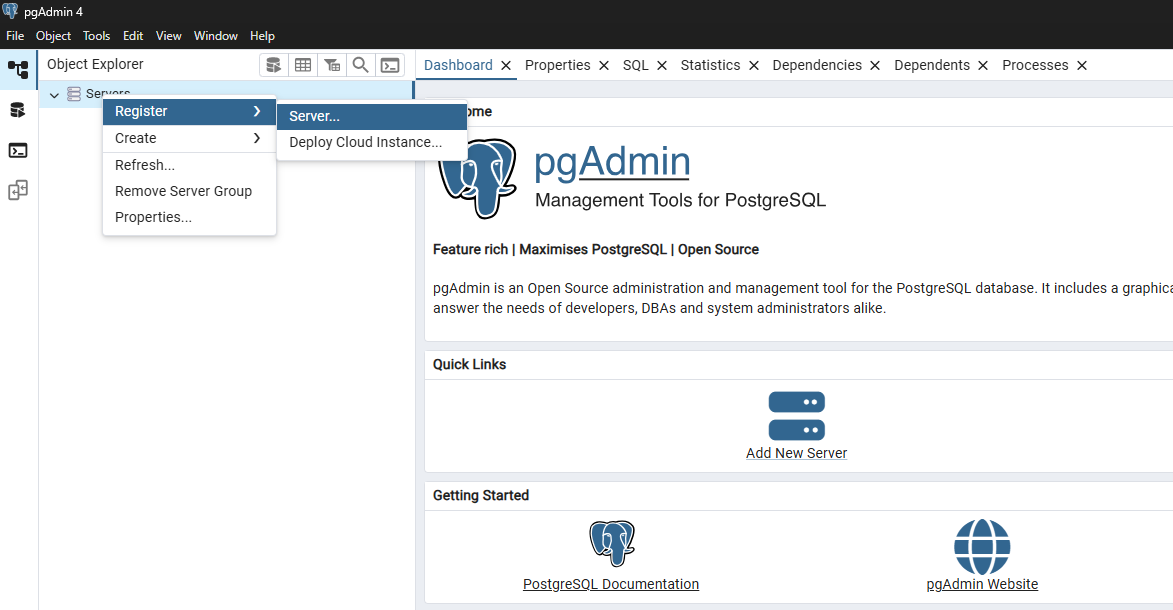 pgAdmin 4
File Object Tools Edit View Window Help
Object Explorer
Dashboard Properties SQL Statistics Dependencies Dependents Processes
Servers
Register
Server...
Create
Deploy Cloud Instance...
Refresh...
Remove Server Group
Properties...
ome
pgAdmin
Management Tools for PostgreSQL
Feature rich | Maximises PostgreSQL | Open Source
pgAdmin is an Open Source administration and management tool for the PostgreSQL database. It includes a graphica
answer the needs of developers, DBAs and system administrators alike.
Quick Links
Add New Server
Getting Started
PostgreSQL Documentation pgAdmin Website